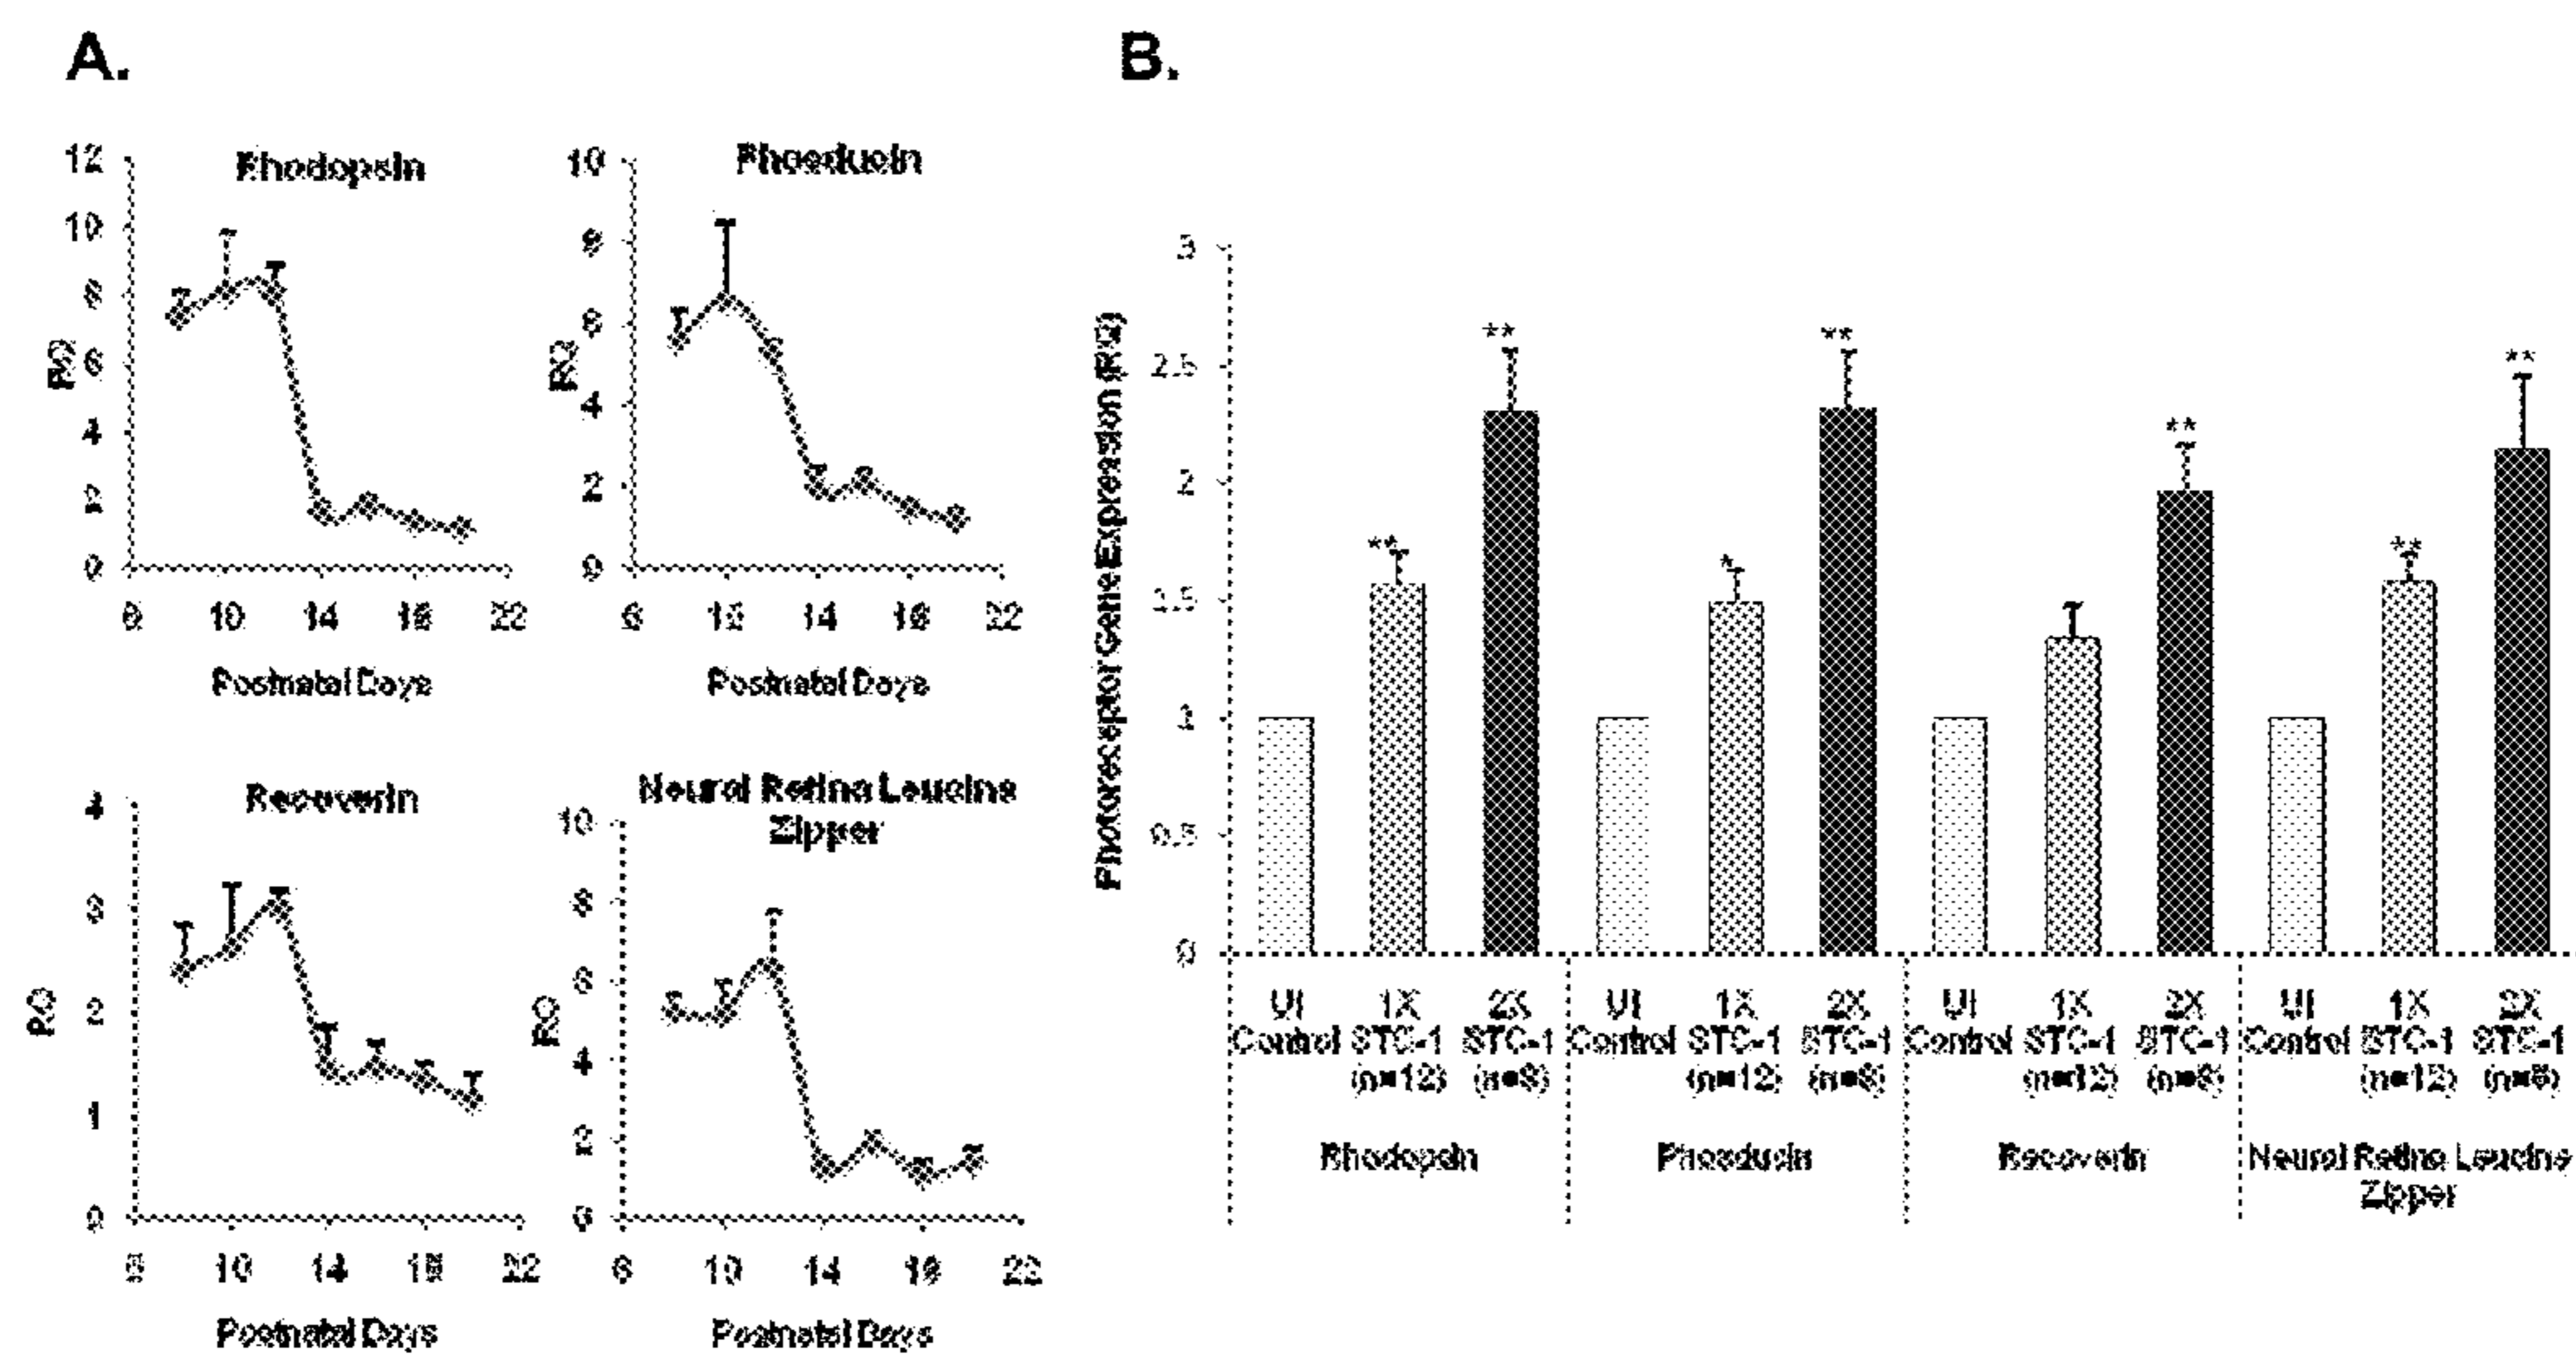 A.
Rhodopsin
12
10
8
6
4
2
0
RQ
6 10 14 18 22
Postnatal Days
Phosducin
10
8
6
4
2
0
RQ
6 10 14 18 22
Postnatal Days
Recoverin
4
3
2
1
0
RQ
6 10 14 18 22
Postnatal Days
Neural Retina Leucine
Zipper
10
8
6
4
2
0
RQ
6 10 14 18 22
Postnatal Days
B.
Photoreceptor Gene Expression (RQ)
3
2.5
2
1.5
1
0.5
0
** ** * ** ** ** **
UI 1X 2X UI 1X 2X UI 1X 2X UI 1X 2X
Control STC-1 STC-1 Control STC-1 STC-1 Control STC-1 STC-1 Control STC-1 STC-1
(n=12) (n=12) (n=12) (n=12)
Rhodopsin Phosducin Recoverin Neural Retina Leucine
Zipper